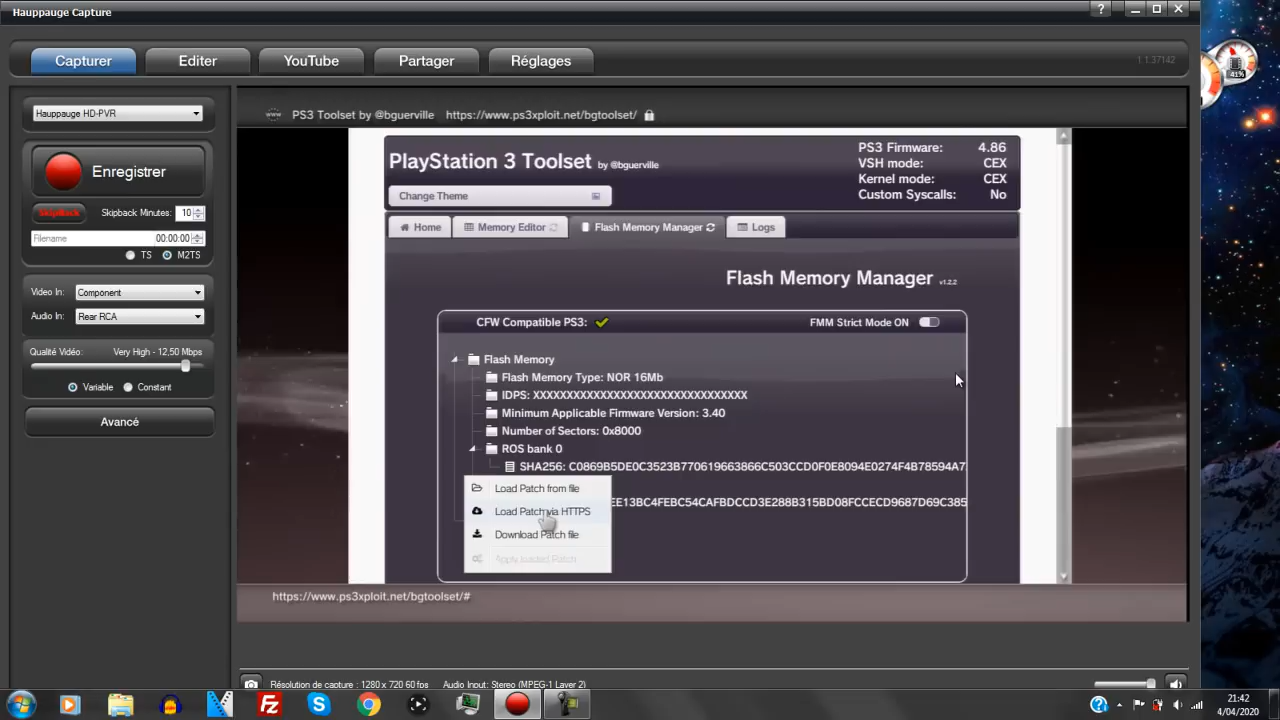 Hauppauge Capture
?
Capturer
Editer
YouTube
Partager
Réglages
1.1.37142
41%
Hauppauge HD-PVR
Enregistrer
SkipBack
Skipback Minutes: 10
Filename 00:00:00
TS M2TS
Video In: Component
Audio In: Rear RCA
Qualité Vidéo: Very High - 12,50 Mbps
Variable Constant
Avancé
www PS3 Toolset by @bguerville https://www.ps3xploit.net/bgtoolset/
PlayStation 3 Toolset by @bguerville
Change Theme
PS3 Firmware: 4.86
VSH mode: CEX
Kernel mode: CEX
Custom Syscalls: No
Home
Memory Editor
Flash Memory Manager
Logs
Flash Memory Manager v1.2.2
CFW Compatible PS3:
FMM Strict Mode ON
Flash Memory
Flash Memory Type: NOR 16Mb
IDPS: XXXXXXXXXXXXXXXXXXXXXXXXXXXXXXXX
Minimum Applicable Firmware Version: 3.40
Number of Sectors: 0x8000
ROS bank 0
SHA256: C0869B5DE0C3523B770619663866C503CCD0F0E8094E0274F4B78594A7
Load Patch from file
Load Patch via HTTPS
EE13BC4FEBC54CAFBDCCD3E288B315BD08FCCECD9687D69C385
Download Patch file
Apply loaded Patch
https://www.ps3xploit.net/bgtoolset/#
Résolution de capture : 1280 x 720 60 fps
Audio Input: Stereo (MPEG-1 Layer 2)
21:42
4/04/2020